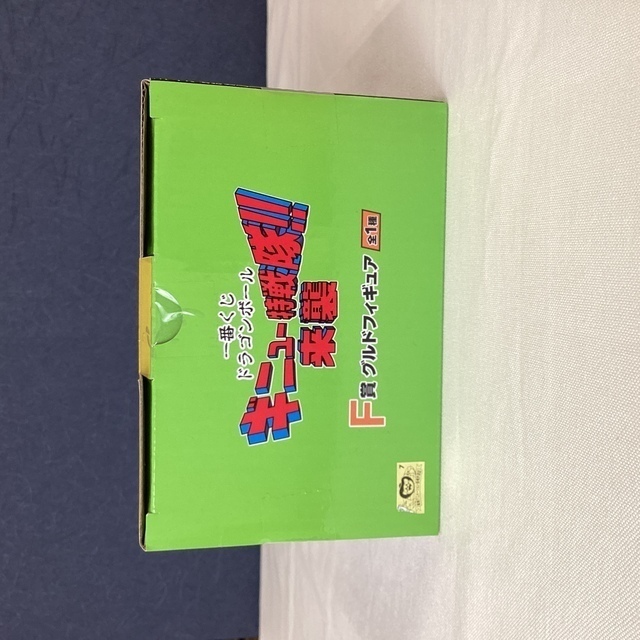 一番くじ
ドラゴンボール
ギニュー特戦隊!!!
来襲
F賞 グルドフィギュア 全1種